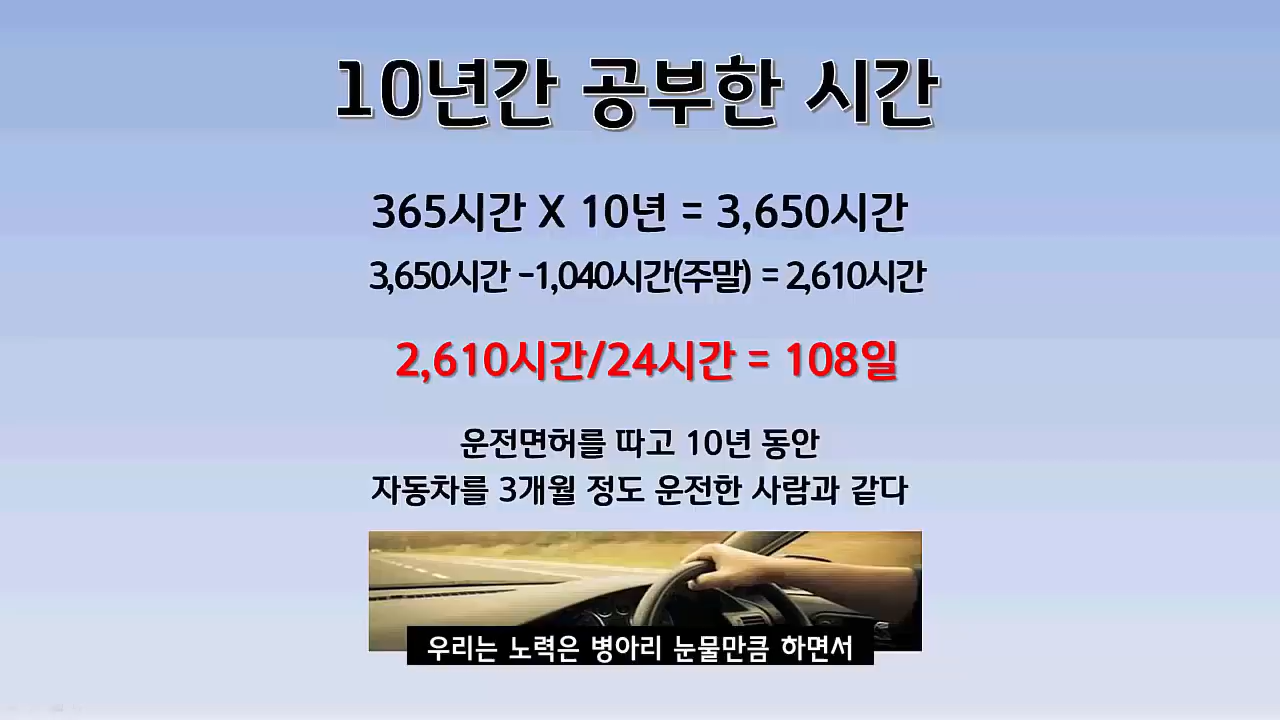 10년간 공부한 시간
365시간 X 10년 = 3,650시간
3,650시간 -1,040시간(주말) = 2,610시간
2,610시간/24시간 = 108일
운전면허를 따고 10년 동안
자동차를 3개월 정도 운전한 사람과 같다
우리는 노력은 병아리 눈물만큼 하면서